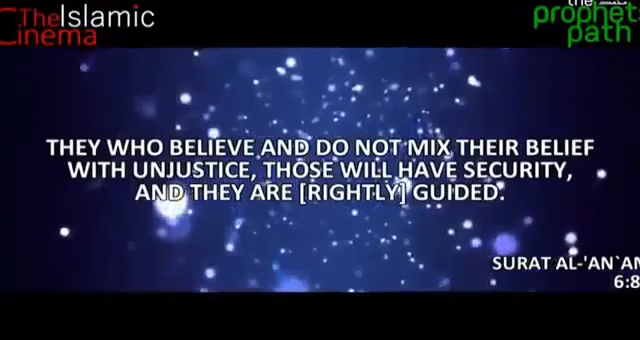 The Islamic
Cinema
the
prophet
path
THEY WHO BELIEVE AND DO NOT MIX THEIR BELIEF
WITH UNJUSTICE, THOSE WILL HAVE SECURITY,
AND THEY ARE [RIGHTLY] GUIDED.
SURAT AL-'AN`AM
6:8